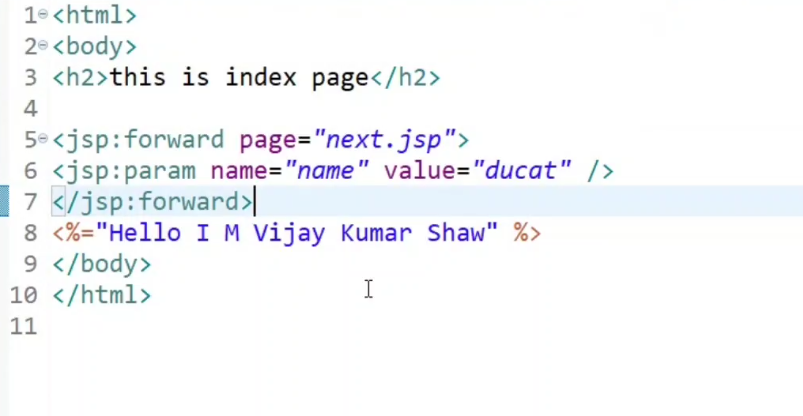 1 <html>
2 <body>
3 <h2>this is index page</h2>
4
5 <jsp:forward page="next.jsp">
6 <jsp:param name="name" value="ducat" />
7 </jsp:forward>
8 <%="Hello I M Vijay Kumar Shaw" %>
9 </body>
10 </html>
11